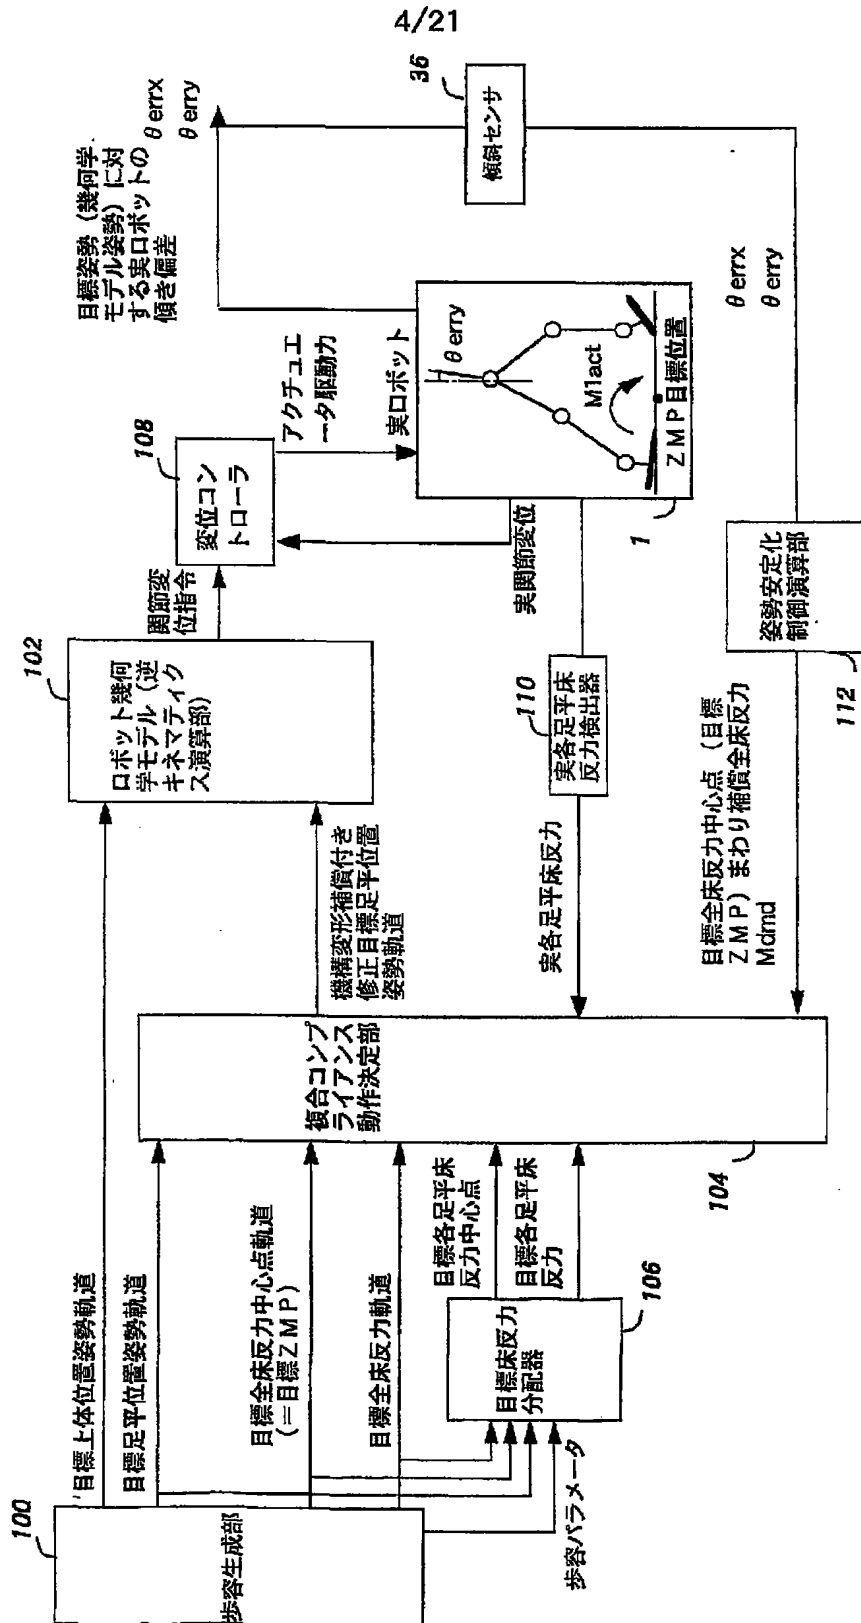 4/21
100
歩容生成部
目標上体位置姿勢軌道
目標足平位置姿勢軌道
目標全床反力中心点軌道
(=目標ZMP)
目標全床反力軌道
歩容パラメータ
目標床反力
分配器
106
目標各足平床
反力中心点
目標各足平床
反力
複合コンプ
ライアンス
動作決定部
104
機構変形補償付き
修正目標足平位置
姿勢軌道
実各足平床反力
目標全床反力中心点(目標
ZMP)まわり補償全床反力
Mdmd
102
ロボット幾何
学モデル(逆
キネマティク
ス演算部)
関節変
位指令
108
変位コン
トローラ
アクチュエ
ータ駆動力
実関節変位
110
実各足平床
反力検出器
実ロボット
θerry
M1act
ZMP目標位置
1
姿勢安定化
制御演算部
112
目標姿勢(幾何学
モデル姿勢)に対
する実ロボットの
傾き偏差
θerrx
θerry
36
傾斜センサ
θerrx
θerry